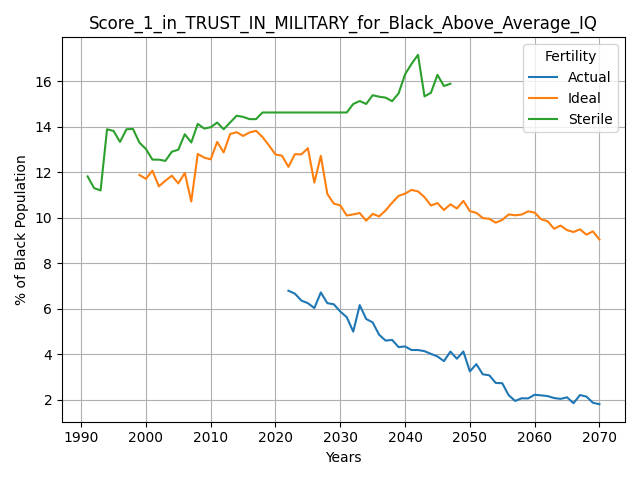 Score_1_in_TRUST_IN_MILITARY_for_Black_Above_Average_IQ
Fertility
Actual
Ideal
Sterile
% of Black Population
16
14
12
10
8
6
4
2
1990 2000 2010 2020 2030 2040 2050 2060 2070
Years